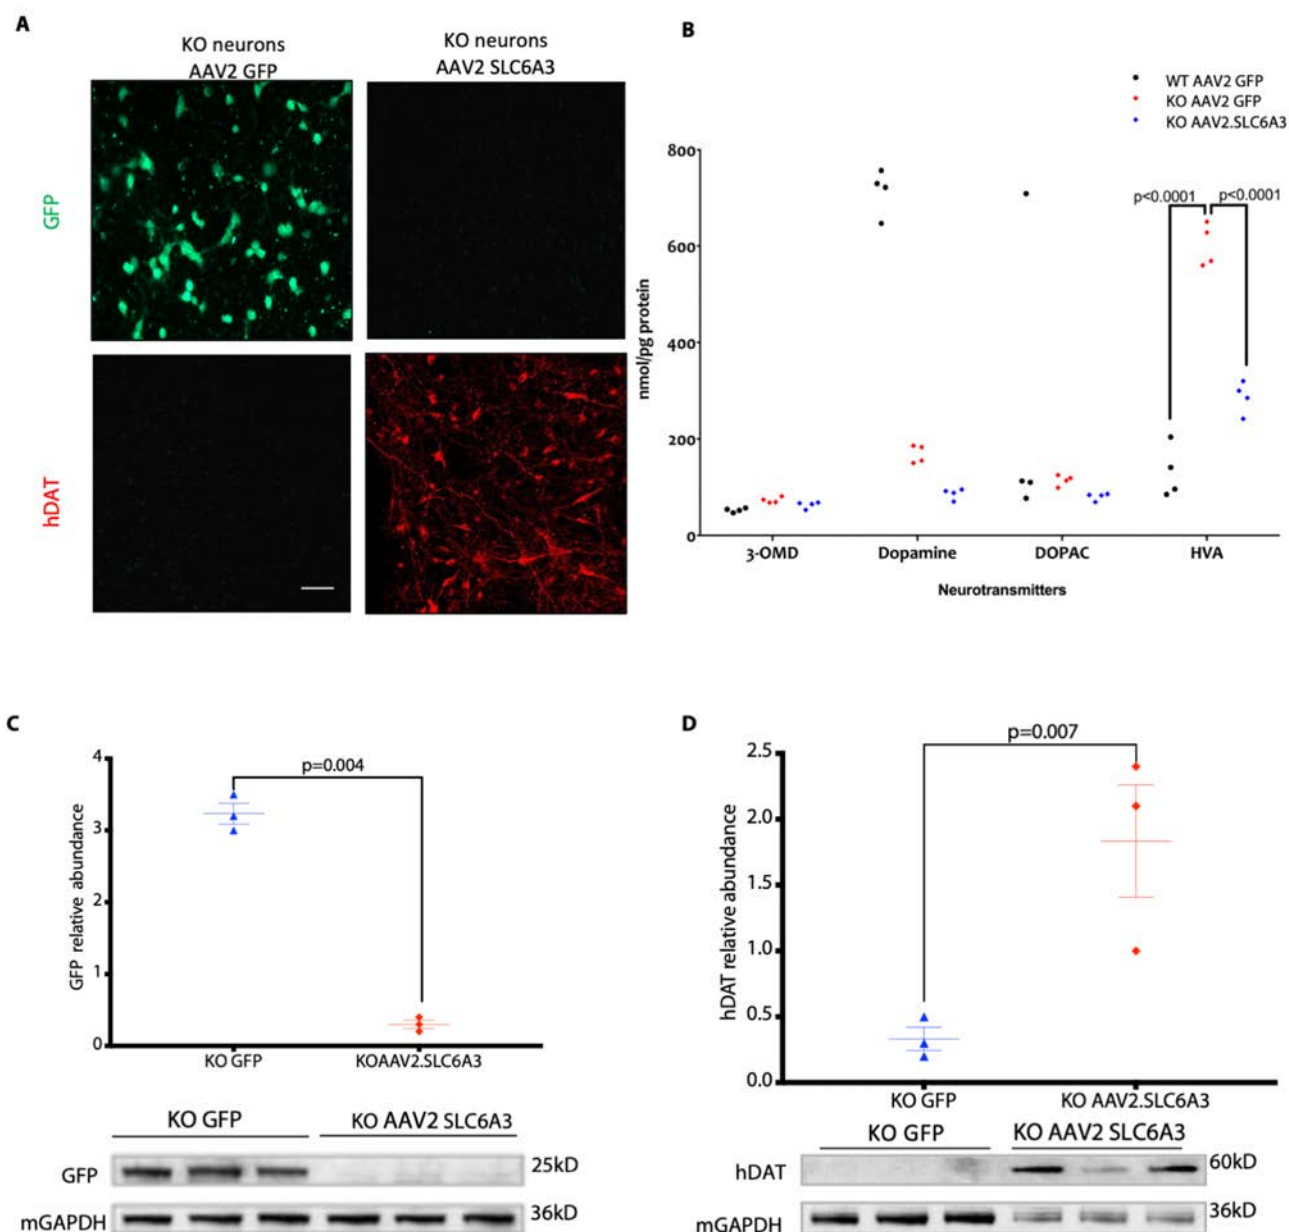 A
KO neurons
AAV2 GFP
KO neurons
AAV2 SLC6A3
GFP
hDAT
B
WT AAV2 GFP
KO AAV2 GFP
KO AAV2.SLC6A3
nmol/pg protein
800
600
400
200
0
p<0.0001
p<0.0001
3-OMD
Dopamine
DOPAC
HVA
Neurotransmitters
C
GFP relative abundance
4
3
2
1
0
p=0.004
KO GFP
KOAAV2.SLC6A3
KO GFP
KO AAV2 SLC6A3
GFP
25kD
mGAPDH
36kD
D
hDAT relative abundance
2.5
2.0
1.5
1.0
0.5
0.0
p=0.007
KO GFP
KO AAV2.SLC6A3
KO GFP
KO AAV2 SLC6A3
hDAT
60kD
mGAPDH
36kD